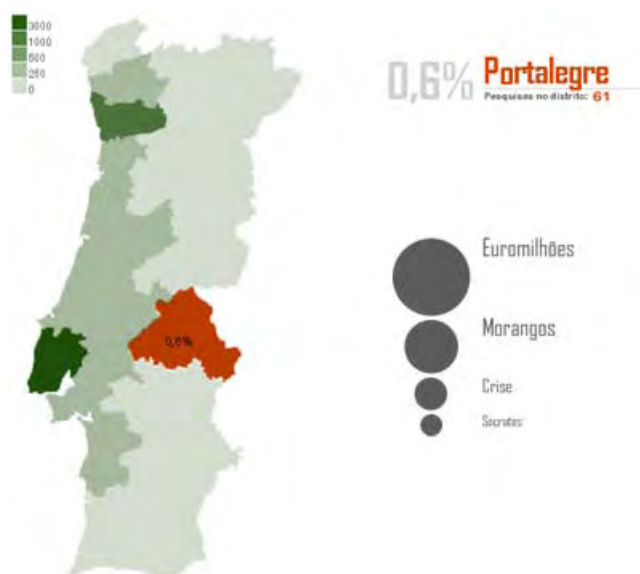 3000
1000
500
250
0
0,6% Portalegre
Pesquisas no distrito: 61
0,6%
Euromilhões
Morangos
Crise
Socrates